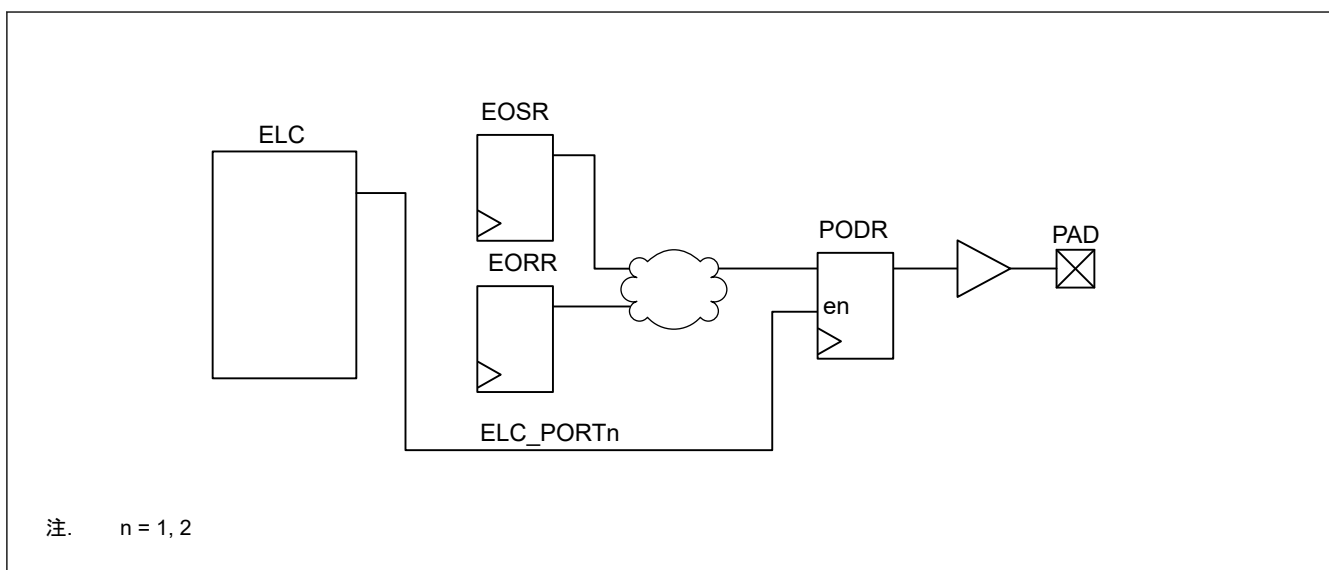 ELC
EOSR
EORR
PODR
en
PAD
ELC_PORTn
注. n = 1, 2